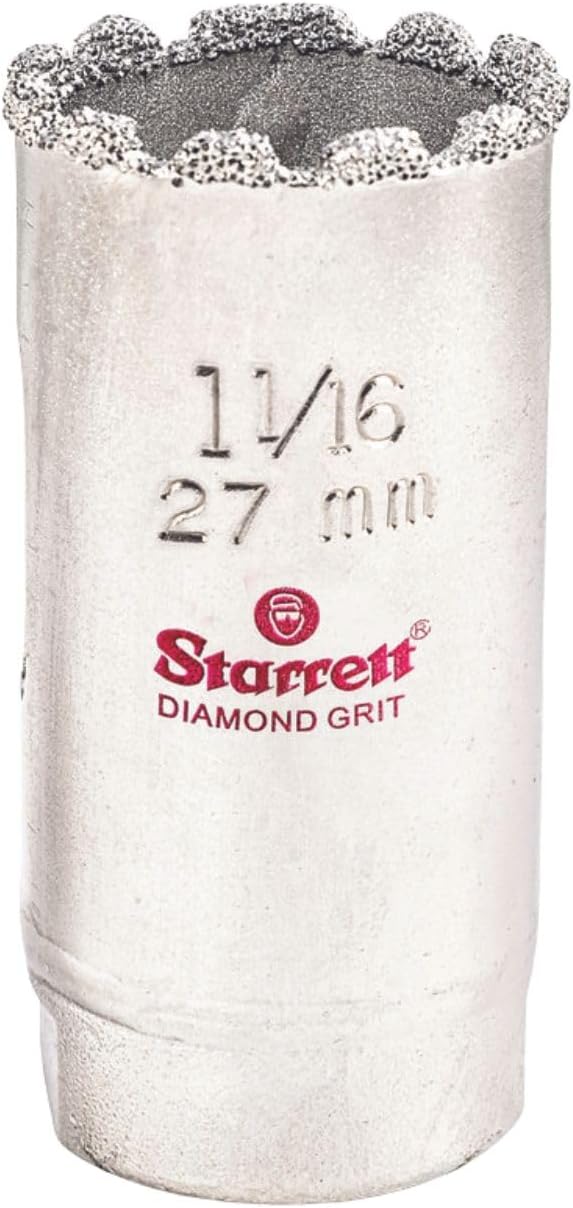 1 1/16
27 mm
Starrett®
DIAMOND GRIT